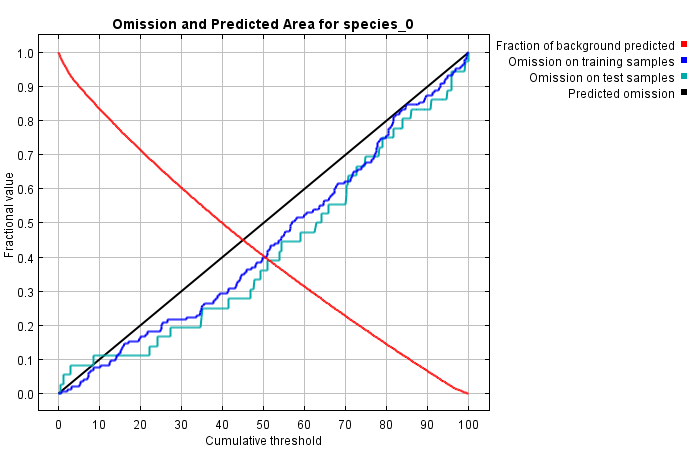 Omission and Predicted Area for species_0
Fraction of background predicted
Omission on training samples
Omission on test samples
Predicted omission
Fractional value
1.0
0.9
0.8
0.7
0.6
0.5
0.4
0.3
0.2
0.1
0.0
0 10 20 30 40 50 60 70 80 90 100
Cumulative threshold